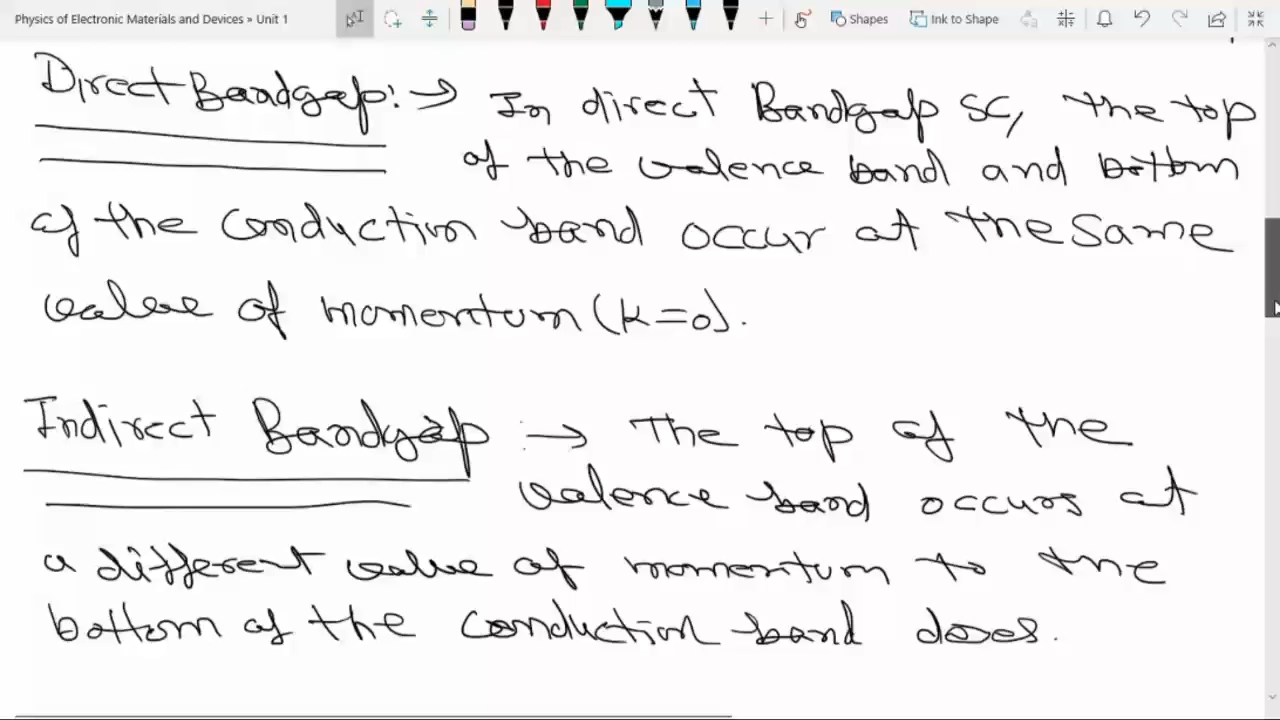 Physics of Electronic Materials and Devices » Unit 1
Shapes
Ink to Shape
Direct Bandgap:→ In direct Bandgap SC, the top
of the valence band and bottom
of the conduction band occur at the same
value of momentum (k=0).
Indirect Bandgap :→ The top of the
valence band occurs at
a different value of momentum to the
bottom of the conduction band does.